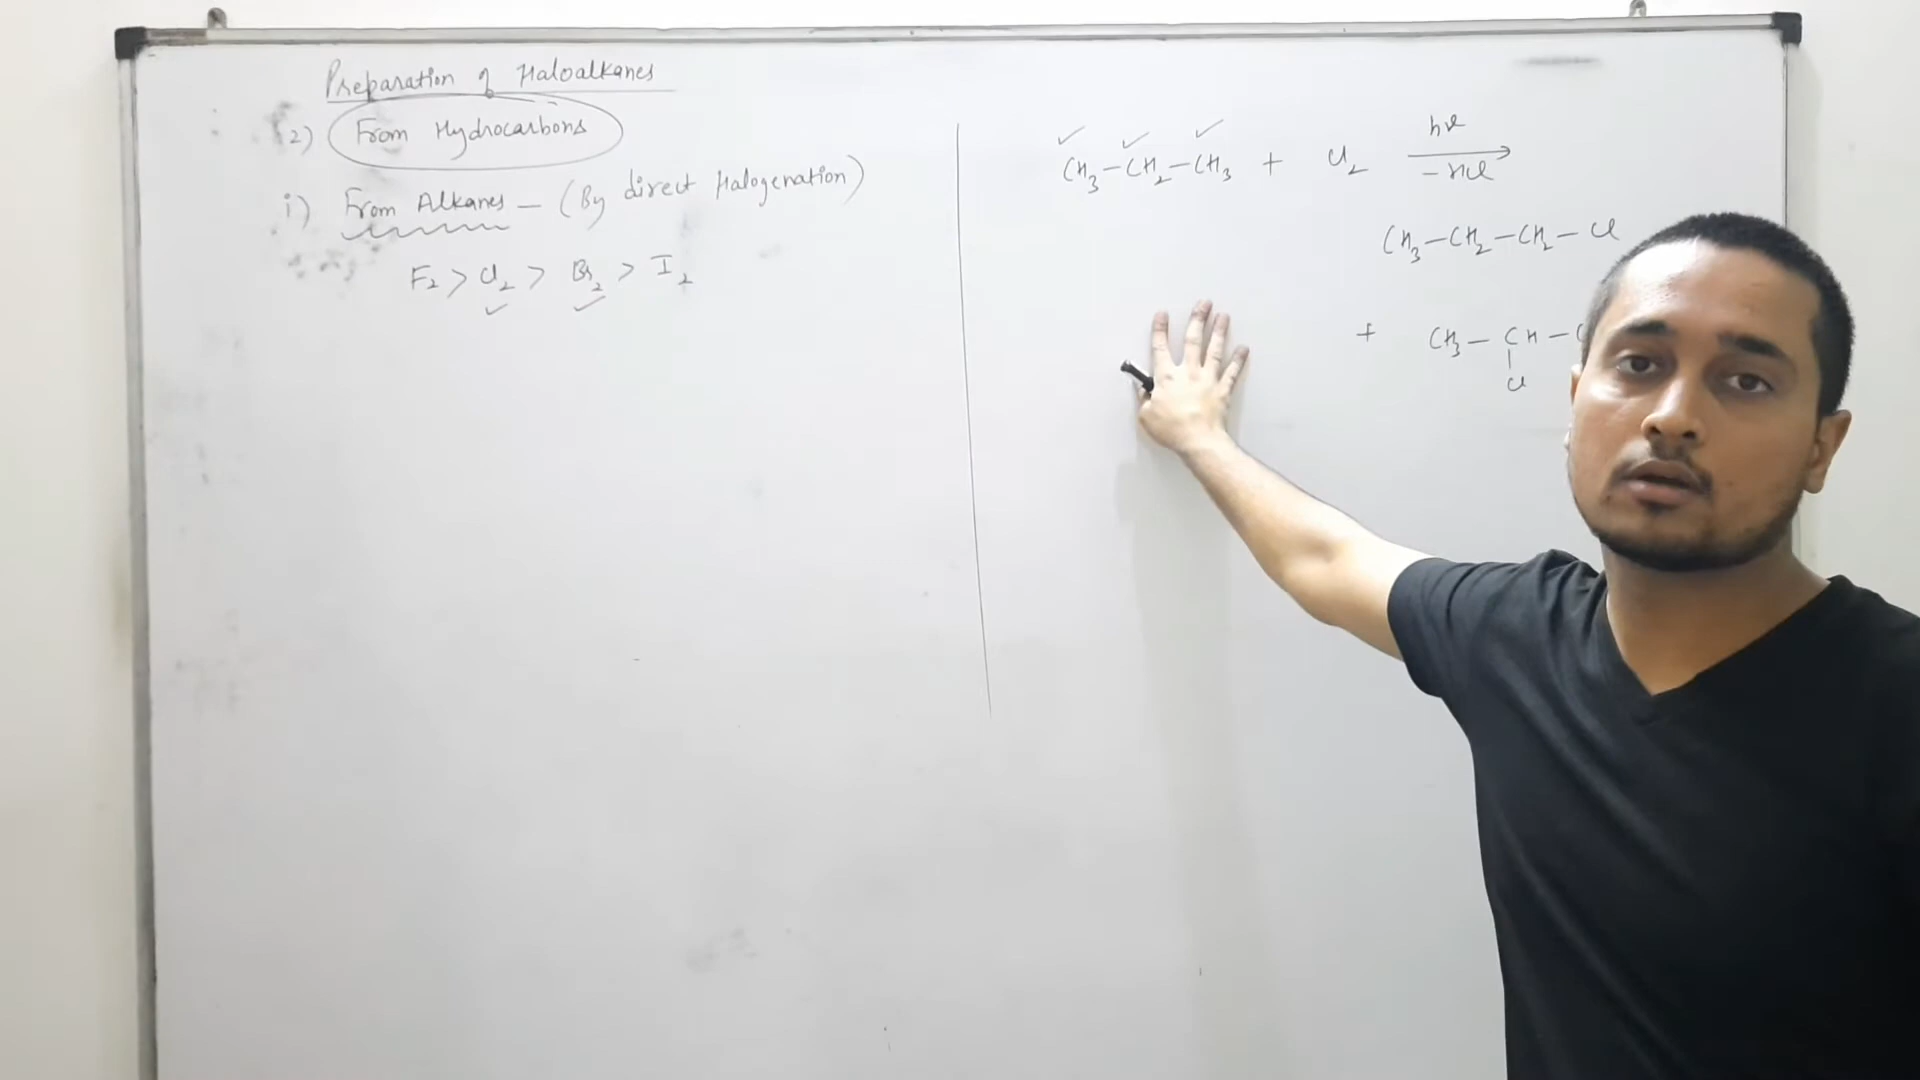 Preparation of Haloalkanes
2) From Hydrocarbons
i) From Alkanes – (By direct Halogenation)
F₂ > Cl₂ > Br₂ > I₂
CH₃–CH₂–CH₃ + Cl₂
hν
–HCl
CH₃–CH₂–CH₂–Cl
+ CH₃–CH–
Cl